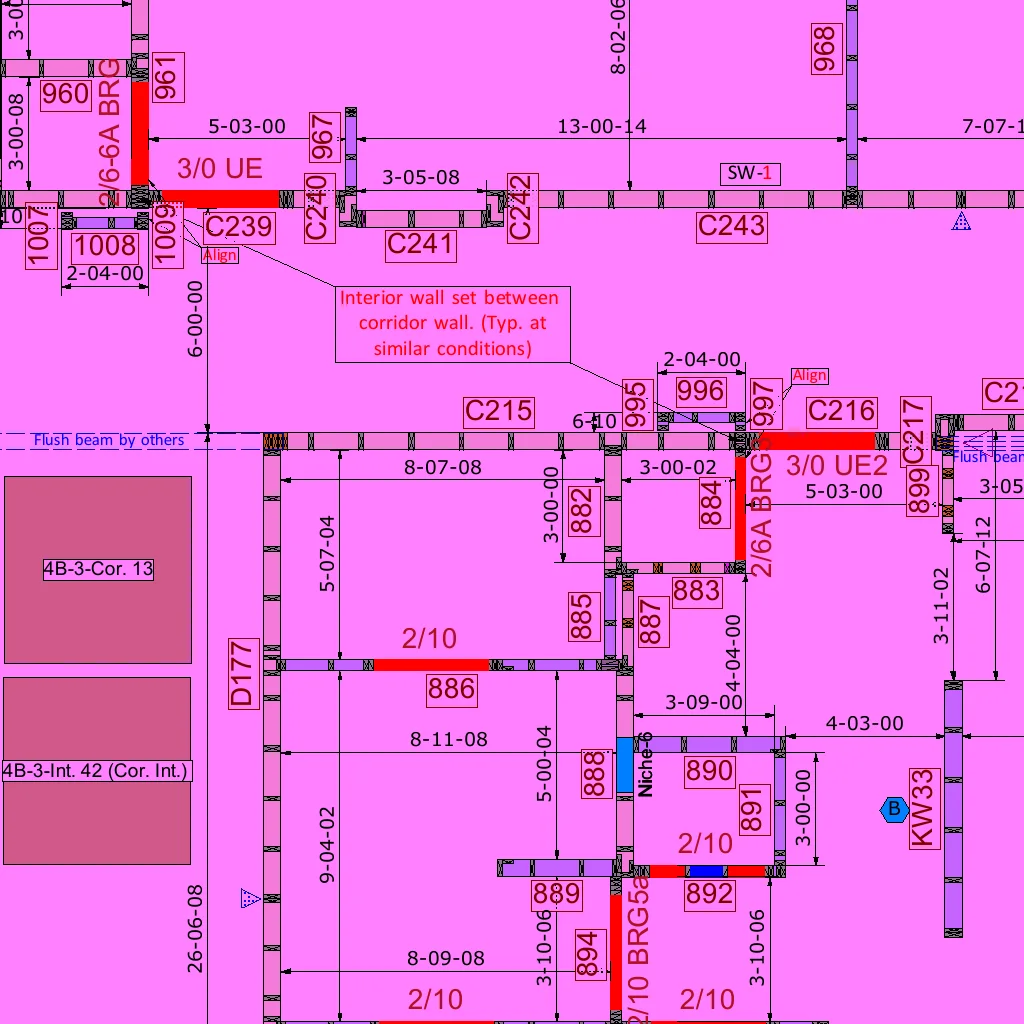 3-00
8-02-06
968
961
960
2/6-6A BRG
3-00-08
5-03-00
967
13-00-14
7-07-1
3/0 UE
3-05-08
SW-1
C240
C242
10
1007
1008
1009
C239
C241
C243
Align
2-04-00
6-00-00
Interior wall set between
corridor wall. (Typ. at
similar conditions)
2-04-00
Align
995
996
997
C215
6-10
C216
C217
C21
Flush beam by others
Flush bear
8-07-08
3-00-02
3/0 UE2
5-03-00
899
3-05
3-00-00
882
884
2/6A BRG
5-07-04
6-07-12
4B-3-Cor. 13
883
885
887
3-11-02
2/10
4-04-00
D177
886
3-09-00
4-03-00
8-11-08
5-00-04
888
Niche-6
890
4B-3-Int. 42 (Cor. Int.)
891
3-00-00
B
KW33
9-04-02
2/10
889
892
26-06-08
3-10-06
894
2/10 BRG5a
3-10-06
8-09-08
2/10
2/10